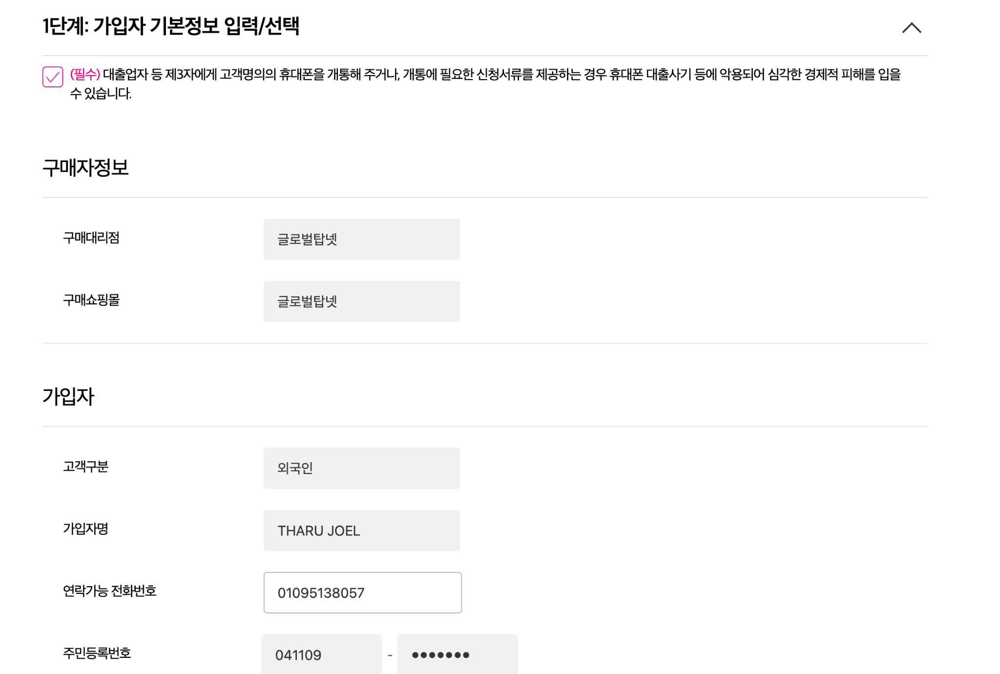 1단계: 가입자 기본정보 입력/선택
(필수) 대출업자 등 제3자에게 고객명의의 휴대폰을 개통해 주거나, 개통에 필요한 신청서류를 제공하는 경우 휴대폰 대출사기 등에 악용되어 심각한 경제적 피해를 입을
수 있습니다.
구매자정보
구매대리점 글로벌탑넷
구매쇼핑몰 글로벌탑넷
가입자
고객구분 외국인
가입자명 THARU JOEL
연락가능 전화번호 01095138057
주민등록번호 041109 - •••••••